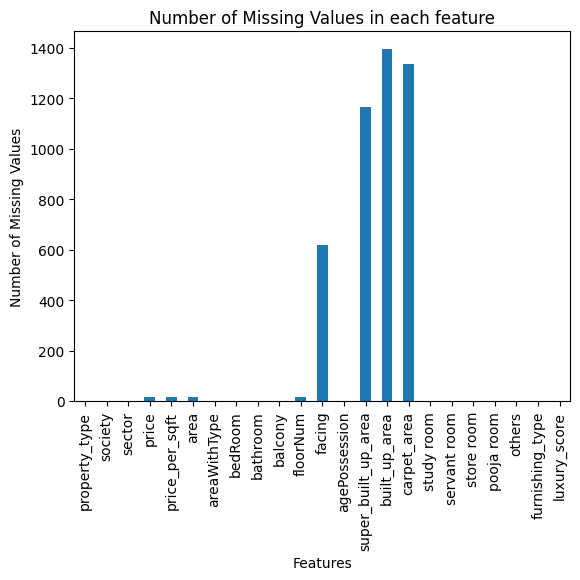 Number of Missing Values in each feature
1400
1200
1000
800
600
400
200
0
Number of Missing Values
property_type
society
sector
price
price_per_sqft
area
areaWithType
bedRoom
bathroom
balcony
floorNum
facing
agePossession
super_built_up_area
built_up_area
carpet_area
study room
servant room
store room
pooja room
others
furnishing_type
luxury_score
Features